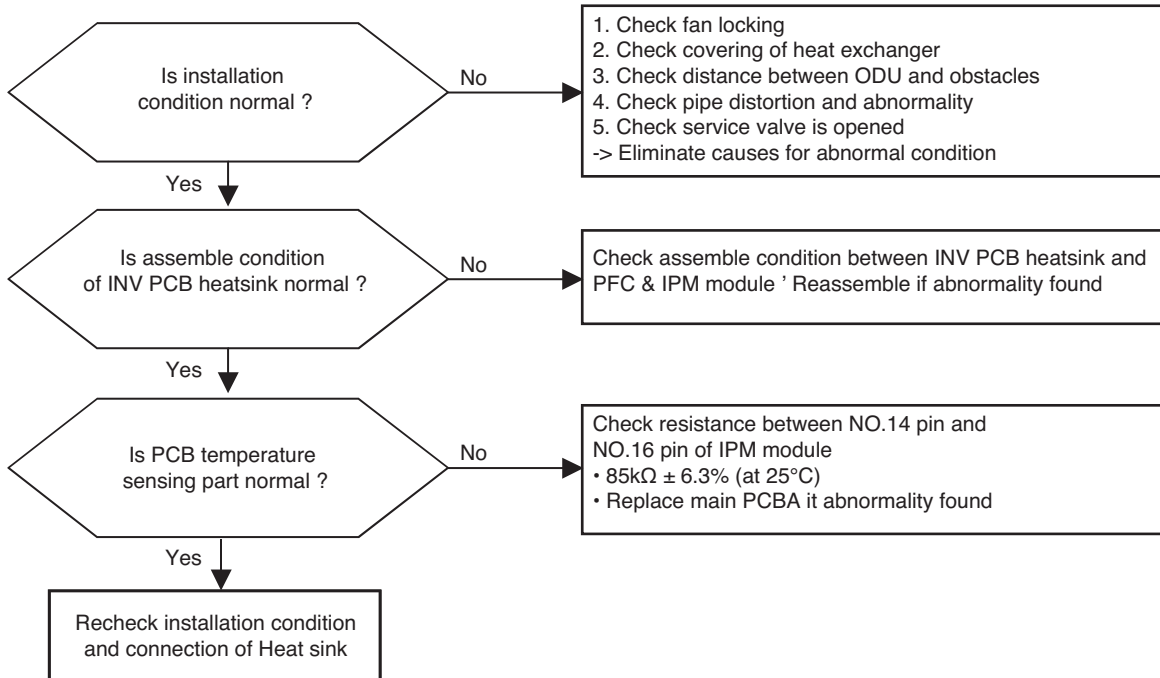 Is installation
condition normal ?
No
1. Check fan locking
2. Check covering of heat exchanger
3. Check distance between ODU and obstacles
4. Check pipe distortion and abnormality
5. Check service valve is opened
-> Eliminate causes for abnormal condition
Yes
Is assemble condition
of INV PCB heatsink normal ?
No
Check assemble condition between INV PCB heatsink and
PFC & IPM module ’ Reassemble if abnormality found
Yes
Is PCB temperature
sensing part normal ?
No
Check resistance between NO.14 pin and
NO.16 pin of IPM module
• 85kΩ ± 6.3% (at 25°C)
• Replace main PCBA it abnormality found
Yes
Recheck installation condition
and connection of Heat sink